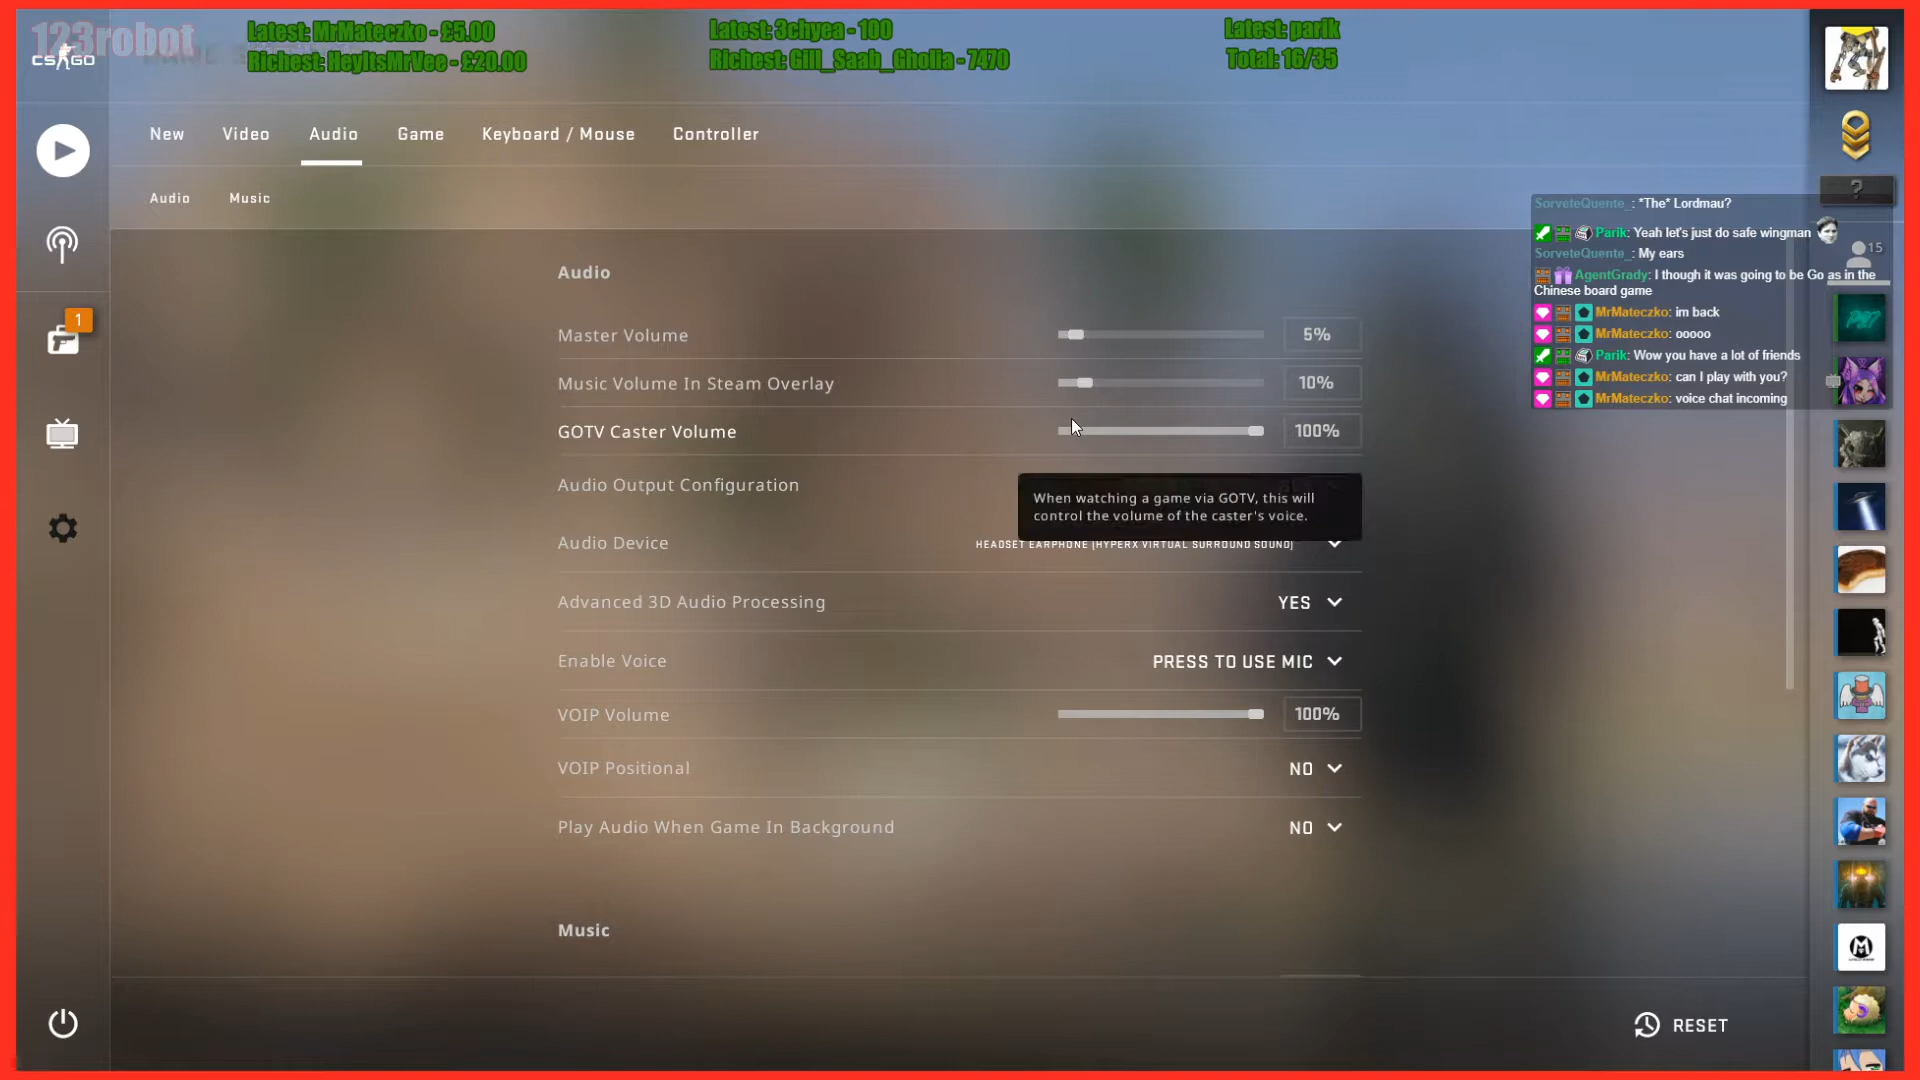 123robot
CS:GO
Latest: MrMateczko - £5.00
Richest: HeyItsMrVee - £20.00
Latest: 3chyea - 100
Richest: Gill_Saab_Gholia - 7470
Latest: parik
Total: 16/35
New
Video
Audio
Game
Keyboard / Mouse
Controller
Audio
Music
?
15
1
SorveteQuente_: *The* Lordmau?
Parik: Yeah let's just do safe wingman
SorveteQuente_: My ears
AgentGrady: I though it was going to be Go as in the
Chinese board game
MrMateczko: im back
MrMateczko: ooooo
Parik: Wow you have a lot of friends
MrMateczko: can I play with you?
MrMateczko: voice chat incoming
Audio
Master Volume
5%
Music Volume In Steam Overlay
10%
GOTV Caster Volume
100%
Audio Output Configuration
When watching a game via GOTV, this will
control the volume of the caster's voice.
Audio Device
HEADSET EARPHONE (HYPERX VIRTUAL SURROUND SOUND)
Advanced 3D Audio Processing
YES
Enable Voice
PRESS TO USE MIC
VOIP Volume
100%
VOIP Positional
NO
Play Audio When Game In Background
NO
Music
RESET